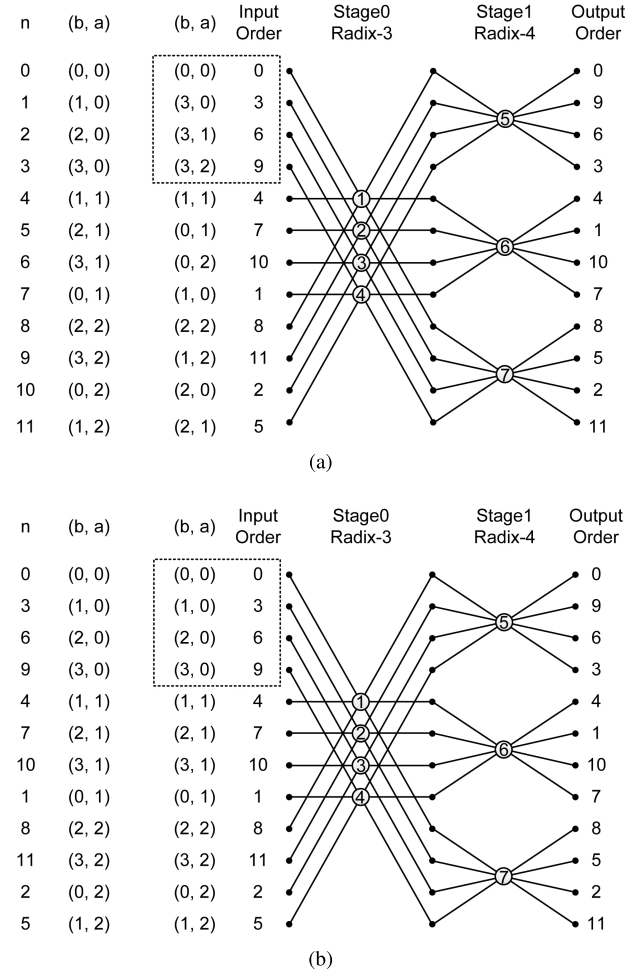 n (b, a) (b, a) Input Order Stage0 Radix-3 Stage1 Radix-4 Output Order
0 (0, 0) (0, 0) 0 0
1 (1, 0) (3, 0) 3 9
2 (2, 0) (3, 1) 6 6
3 (3, 0) (3, 2) 9 3
4 (1, 1) (1, 1) 4 4
5 (2, 1) (0, 1) 7 1
6 (3, 1) (0, 2) 10 10
7 (0, 1) (1, 0) 1 7
8 (2, 2) (2, 2) 8 8
9 (3, 2) (1, 2) 11 5
10 (0, 2) (2, 0) 2 2
11 (1, 2) (2, 1) 5 11
1
2
3
4
5
6
7
(a)
n (b, a) (b, a) Input Order Stage0 Radix-3 Stage1 Radix-4 Output Order
0 (0, 0) (0, 0) 0 0
3 (1, 0) (1, 0) 3 9
6 (2, 0) (2, 0) 6 6
9 (3, 0) (3, 0) 9 3
4 (1, 1) (1, 1) 4 4
7 (2, 1) (2, 1) 7 1
10 (3, 1) (3, 1) 10 10
1 (0, 1) (0, 1) 1 7
8 (2, 2) (2, 2) 8 8
11 (3, 2) (3, 2) 11 5
2 (0, 2) (0, 2) 2 2
5 (1, 2) (1, 2) 5 11
1
2
3
4
5
6
7
(b)